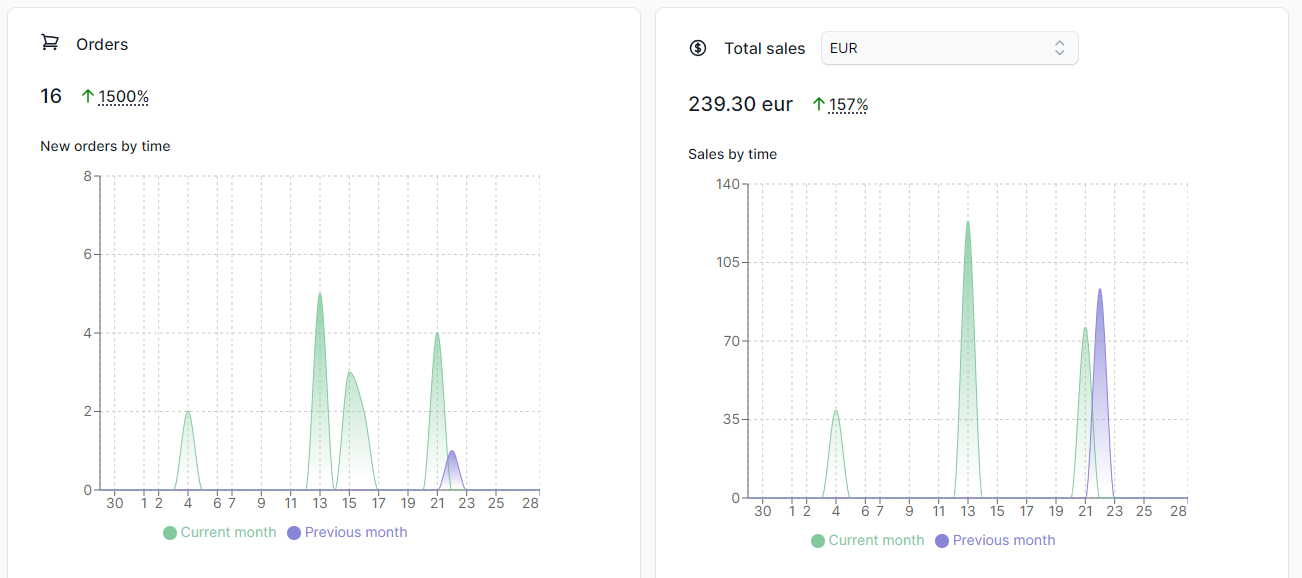 Orders
16 1500%
New orders by time
8
6
4
2
0
30 1 2 4 6 7 9 11 13 15 17 19 21 23 25 28
Current month Previous month
Total sales EUR
239.30 eur 157%
Sales by time
140
105
70
35
0
30 1 2 4 6 7 9 11 13 15 17 19 21 23 25 28
Current month Previous month